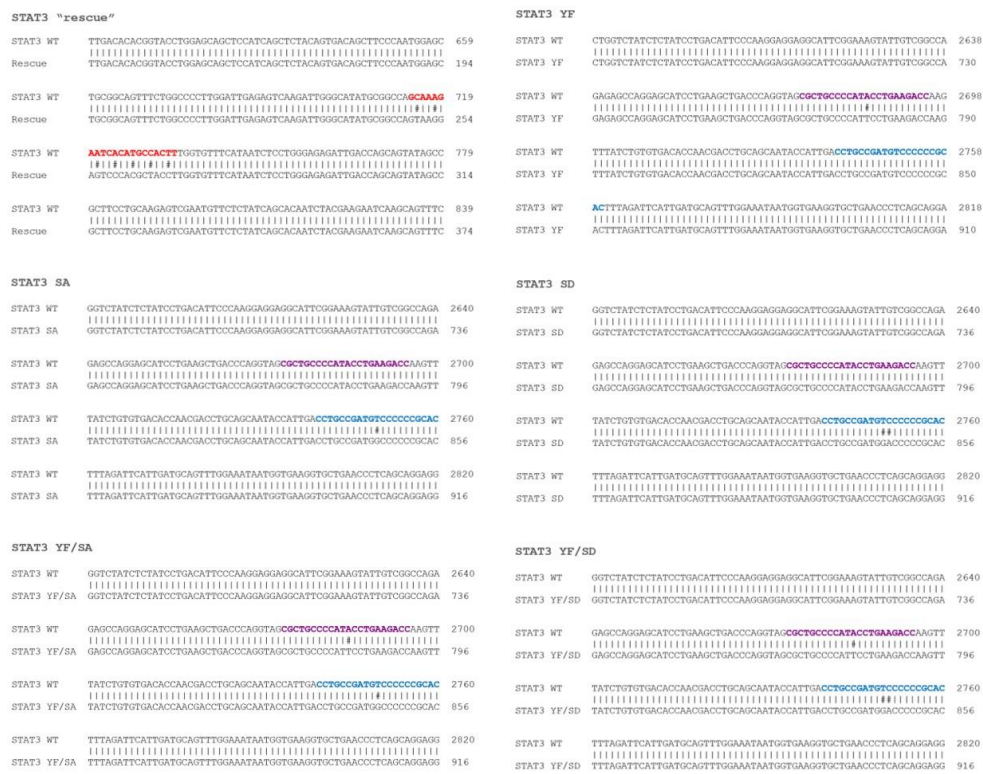 STAT3 “rescue”
STAT3 WT TTGACACACGGTACCTGGAGCAGCTCCATCAGCTCTACAGTGACAGCTTCCCAATGGAGC 659
Rescue TTGACACACGGTACCTGGAGCAGCTCCATCAGCTCTACAGTGACAGCTTCCCAATGGAGC 194
STAT3 WT TGCGGCAGTTTCTGGCCCCTTGGATTGAGAGTCAAGATTGGGCATATGCGGCCAGCAAAG 719
Rescue TGCGGCAGTTTCTGGCCCCTTGGATTGAGAGTCAAGATTGGGCATATGCGGCCAGTAAGG 254
STAT3 WT AATCACATGCCACTTTGGTGTTTCATAATCTCCTGGGAGAGATTGACCAGCAGTATAGCC 779
Rescue AGTCCCACGCTACCTTGGTGTTTCATAATCTCCTGGGAGAGATTGACCAGCAGTATAGCC 314
STAT3 WT GCTTCCTGCAAGAGTCGAATGTTCTCTATCAGCACAATCTACGAAGAATCAAGCAGTTTC 839
Rescue GCTTCCTGCAAGAGTCGAATGTTCTCTATCAGCACAATCTACGAAGAATCAAGCAGTTTC 374
STAT3 YF
STAT3 WT CTGGTCTATCTCTATCCTGACATTCCCAAGGAGGAGGCATTCGGAAAGTATTGTCGGCCA 2638
STAT3 YF CTGGTCTATCTCTATCCTGACATTCCCAAGGAGGAGGCATTCGGAAAGTATTGTCGGCCA 730
STAT3 WT GAGAGCCAGGAGCATCCTGAAGCTGACCCAGGTAGCGCTGCCCCATACCTGAAGACCAAG 2698
STAT3 YF GAGAGCCAGGAGCATCCTGAAGCTGACCCAGGTAGCGCTGCCCCATTCCTGAAGACCAAG 790
STAT3 WT TTTATCTGTGTGACACCAACGACCTGCAGCAATACCATTGACCTGCCGATGTCCCCCCGC 2758
STAT3 YF TTTATCTGTGTGACACCAACGACCTGCAGCAATACCATTGACCTGCCGATGTCCCCCCGC 850
STAT3 WT ACTTTAGATTCATTGATGCAGTTTGGAAATAATGGTGAAGGTGCTGAACCCTCAGCAGGA 2818
STAT3 YF ACTTTAGATTCATTGATGCAGTTTGGAAATAATGGTGAAGGTGCTGAACCCTCAGCAGGA 910
STAT3 SA
STAT3 WT GGTCTATCTCTATCCTGACATTCCCAAGGAGGAGGCATTCGGAAAGTATTGTCGGCCAGA 2640
STAT3 SA GGTCTATCTCTATCCTGACATTCCCAAGGAGGAGGCATTCGGAAAGTATTGTCGGCCAGA 736
STAT3 WT GAGCCAGGAGCATCCTGAAGCTGACCCAGGTAGCGCTGCCCCATACCTGAAGACCAAGTT 2700
STAT3 SA GAGCCAGGAGCATCCTGAAGCTGACCCAGGTAGCGCTGCCCCATACCTGAAGACCAAGTT 796
STAT3 WT TATCTGTGTGACACCAACGACCTGCAGCAATACCATTGACCTGCCGATGTCCCCCCGCAC 2760
STAT3 SA TATCTGTGTGACACCAACGACCTGCAGCAATACCATTGACCTGCCGATGGCCCCCCGCAC 856
STAT3 WT TTTAGATTCATTGATGCAGTTTGGAAATAATGGTGAAGGTGCTGAACCCTCAGCAGGAGG 2820
STAT3 SA TTTAGATTCATTGATGCAGTTTGGAAATAATGGTGAAGGTGCTGAACCCTCAGCAGGAGG 916
STAT3 SD
STAT3 WT GGTCTATCTCTATCCTGACATTCCCAAGGAGGAGGCATTCGGAAAGTATTGTCGGCCAGA 2640
STAT3 SD GGTCTATCTCTATCCTGACATTCCCAAGGAGGAGGCATTCGGAAAGTATTGTCGGCCAGA 736
STAT3 WT GAGCCAGGAGCATCCTGAAGCTGACCCAGGTAGCGCTGCCCCATACCTGAAGACCAAGTT 2700
STAT3 SD GAGCCAGGAGCATCCTGAAGCTGACCCAGGTAGCGCTGCCCCATACCTGAAGACCAAGTT 796
STAT3 WT TATCTGTGTGACACCAACGACCTGCAGCAATACCATTGACCTGCCGATGTCCCCCCGCAC 2760
STAT3 SD TATCTGTGTGACACCAACGACCTGCAGCAATACCATTGACCTGCCGATGGACCCCCGCAC 856
STAT3 WT TTTAGATTCATTGATGCAGTTTGGAAATAATGGTGAAGGTGCTGAACCCTCAGCAGGAGG 2820
STAT3 SD TTTAGATTCATTGATGCAGTTTGGAAATAATGGTGAAGGTGCTGAACCCTCAGCAGGAGG 916
STAT3 YF/SA
STAT3 WT GGTCTATCTCTATCCTGACATTCCCAAGGAGGAGGCATTCGGAAAGTATTGTCGGCCAGA 2640
STAT3 YF/SA GGTCTATCTCTATCCTGACATTCCCAAGGAGGAGGCATTCGGAAAGTATTGTCGGCCAGA 736
STAT3 WT GAGCCAGGAGCATCCTGAAGCTGACCCAGGTAGCGCTGCCCCATACCTGAAGACCAAGTT 2700
STAT3 YF/SA GAGCCAGGAGCATCCTGAAGCTGACCCAGGTAGCGCTGCCCCATTCCTGAAGACCAAGTT 796
STAT3 WT TATCTGTGTGACACCAACGACCTGCAGCAATACCATTGACCTGCCGATGTCCCCCCGCAC 2760
STAT3 YF/SA TATCTGTGTGACACCAACGACCTGCAGCAATACCATTGACCTGCCGATGGCCCCCCGCAC 856
STAT3 WT TTTAGATTCATTGATGCAGTTTGGAAATAATGGTGAAGGTGCTGAACCCTCAGCAGGAGG 2820
STAT3 YF/SA TTTAGATTCATTGATGCAGTTTGGAAATAATGGTGAAGGTGCTGAACCCTCAGCAGGAGG 916
STAT3 YF/SD
STAT3 WT GGTCTATCTCTATCCTGACATTCCCAAGGAGGAGGCATTCGGAAAGTATTGTCGGCCAGA 2640
STAT3 YF/SD GGTCTATCTCTATCCTGACATTCCCAAGGAGGAGGCATTCGGAAAGTATTGTCGGCCAGA 736
STAT3 WT GAGCCAGGAGCATCCTGAAGCTGACCCAGGTAGCGCTGCCCCATACCTGAAGACCAAGTT 2700
STAT3 YF/SD GAGCCAGGAGCATCCTGAAGCTGACCCAGGTAGCGCTGCCCCATTCCTGAAGACCAAGTT 796
STAT3 WT TATCTGTGTGACACCAACGACCTGCAGCAATACCATTGACCTGCCGATGTCCCCCCGCAC 2760
STAT3 YF/SD TATCTGTGTGACACCAACGACCTGCAGCAATACCATTGACCTGCCGATGGACCCCCGCAC 856
STAT3 WT TTTAGATTCATTGATGCAGTTTGGAAATAATGGTGAAGGTGCTGAACCCTCAGCAGGAGG 2820
STAT3 YF/SD TTTAGATTCATTGATGCAGTTTGGAAATAATGGTGAAGGTGCTGAACCCTCAGCAGGAGG 916